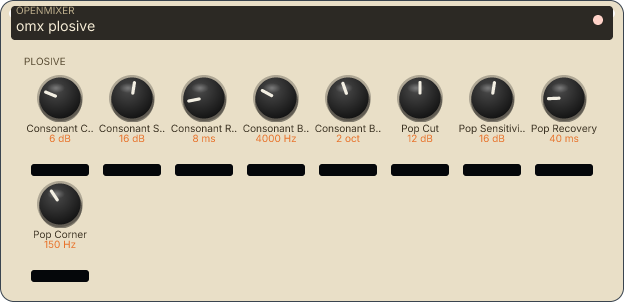 OPENMIXER
omx plosive
PLOSIVE
Consonant C.. Consonant S.. Consonant R.. Consonant B.. Consonant B.. Pop Cut Pop Sensitivi.. Pop Recovery
6 dB 16 dB 8 ms 4000 Hz 2 oct 12 dB 16 dB 40 ms
Pop Corner
150 Hz